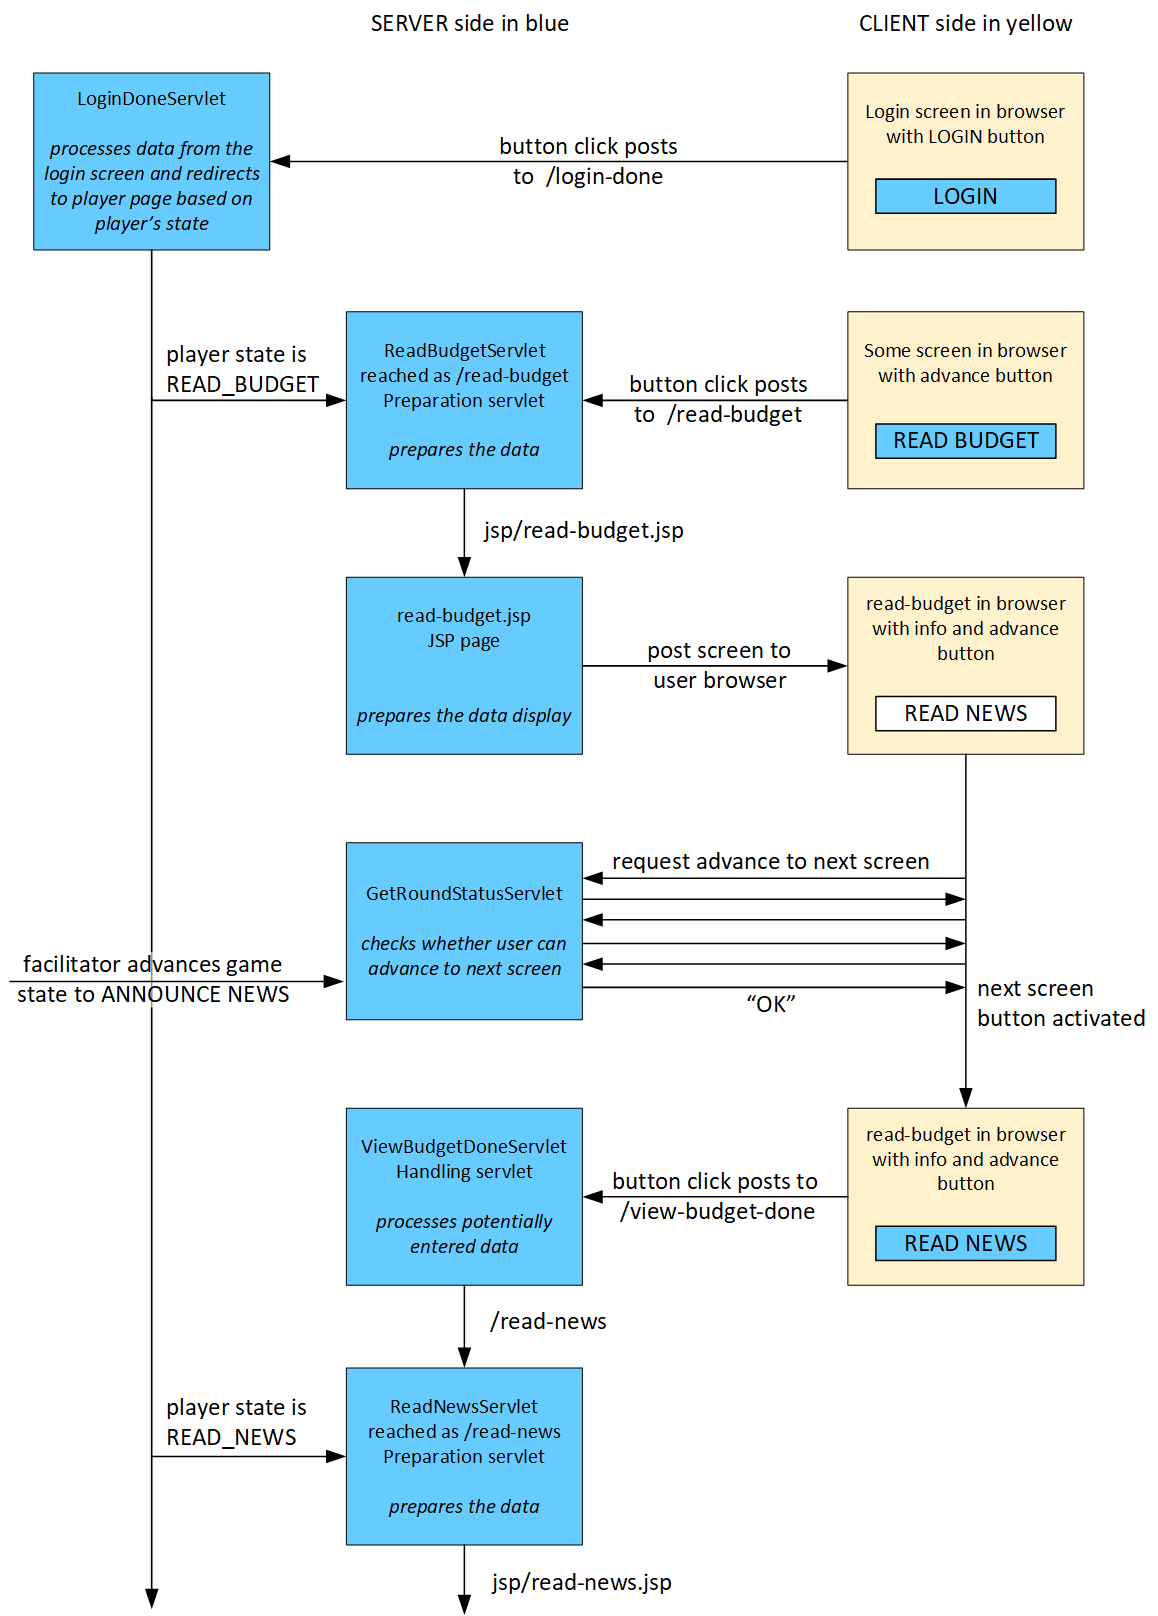 SERVER side in blue
CLIENT side in yellow
LoginDoneServlet
processes data from the
login screen and redirects
to player page based on
player's state
button click posts
to /login-done
Login screen in browser
with LOGIN button
LOGIN
player state is
READ_BUDGET
ReadBudgetServlet
reached as /read-budget
Preparation servlet
prepares the data
button click posts
to /read-budget
Some screen in browser
with advance button
READ BUDGET
jsp/read-budget.jsp
read-budget.jsp
JSP page
prepares the data display
post screen to
user browser
read-budget in browser
with info and advance
button
READ NEWS
GetRoundStatusServlet
checks whether user can
advance to next screen
request advance to next screen
facilitator advances game
state to ANNOUNCE NEWS
“OK”
next screen
button activated
ViewBudgetDoneServlet
Handling servlet
processes potentially
entered data
button click posts to
/view-budget-done
read-budget in browser
with info and advance
button
READ NEWS
/read-news
player state is
READ_NEWS
ReadNewsServlet
reached as /read-news
Preparation servlet
prepares the data
jsp/read-news.jsp